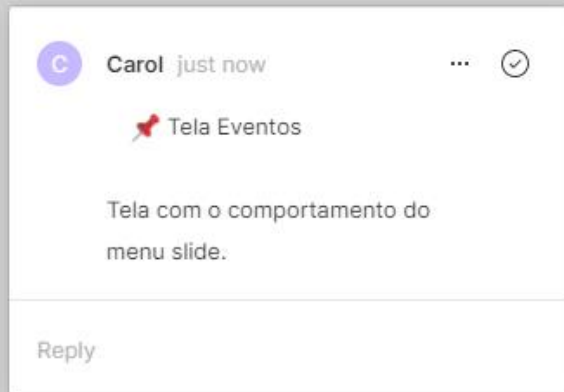 C Carol just now ...
📌 Tela Eventos
Tela com o comportamento do
menu slide.
Reply